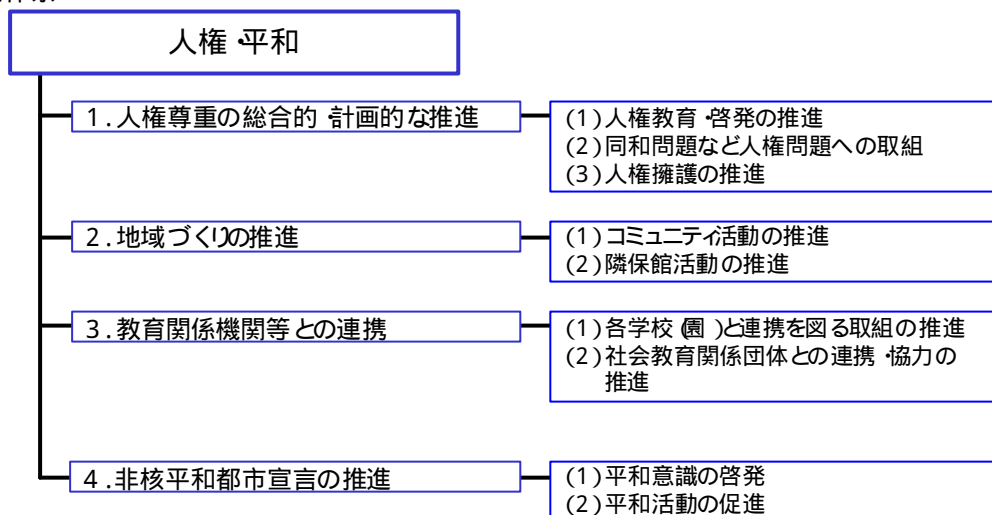 人権・平和
1.人権尊重の総合的・計画的な推進
(1)人権教育・啓発の推進
(2)同和問題など人権問題への取組
(3)人権擁護の推進
2.地域づくりの推進
(1)コミュニティ活動の推進
(2)隣保館活動の推進
3.教育関係機関等との連携
(1)各学校(園)と連携を図る取組の推進
(2)社会教育関係団体との連携・協力の
推進
4.非核平和都市宣言の推進
(1)平和意識の啓発
(2)平和活動の促進